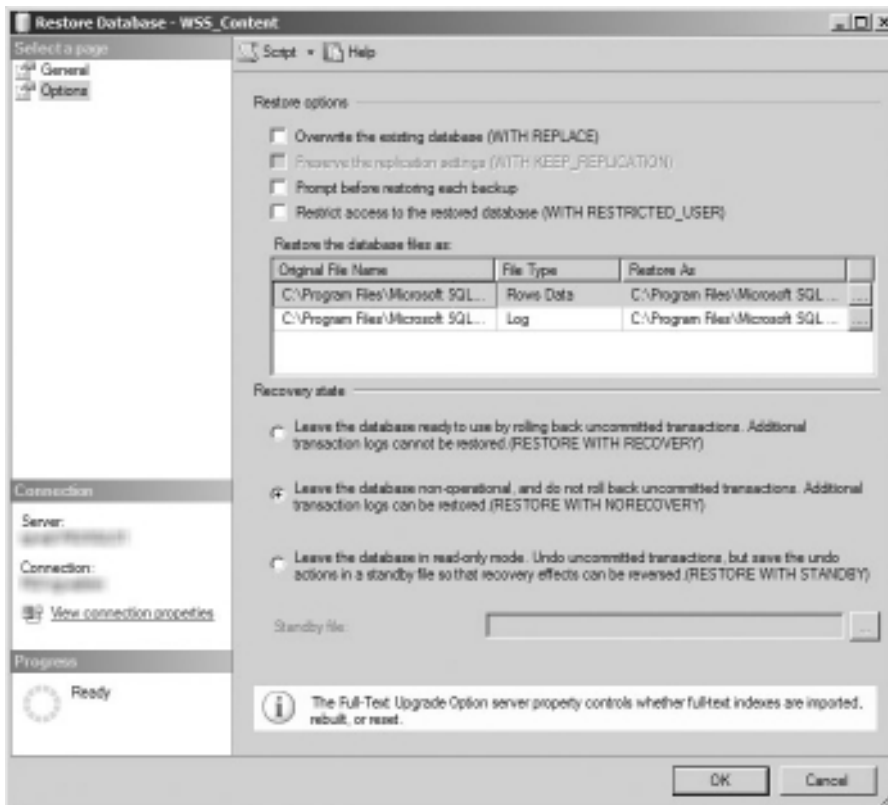 Restore Database - WSS_Content
Select a page
General
Options
Script
Help
Restore options
Overwrite the existing database (WITH REPLACE)
Preserve the replication settings (WITH KEEP_REPLICATION)
Prompt before restoring each backup
Restrict access to the restored database (WITH RESTRICTED_USER)
Restore the database files as:
Original File Name File Type Restore As
C:\Program Files\Microsoft SQL... Rows Data C:\Program Files\Microsoft SQL ... ...
C:\Program Files\Microsoft SQL... Log C:\Program Files\Microsoft SQL ... ...
Recovery state
Leave the database ready to use by rolling back uncommitted transactions. Additional
transaction logs cannot be restored.(RESTORE WITH RECOVERY)
Leave the database non-operational, and do not roll back uncommitted transactions. Additional
transaction logs can be restored.(RESTORE WITH NORECOVERY)
Leave the database in read-only mode. Undo uncommitted transactions, but save the undo
actions in a standby file so that recovery effects can be reversed.(RESTORE WITH STANDBY)
Standby file: ...
Connection
Server:
Connection:
View connection properties
Progress
Ready
The Full-Text Upgrade Option server property controls whether full-text indexes are imported,
rebuilt, or reset.
OK Cancel